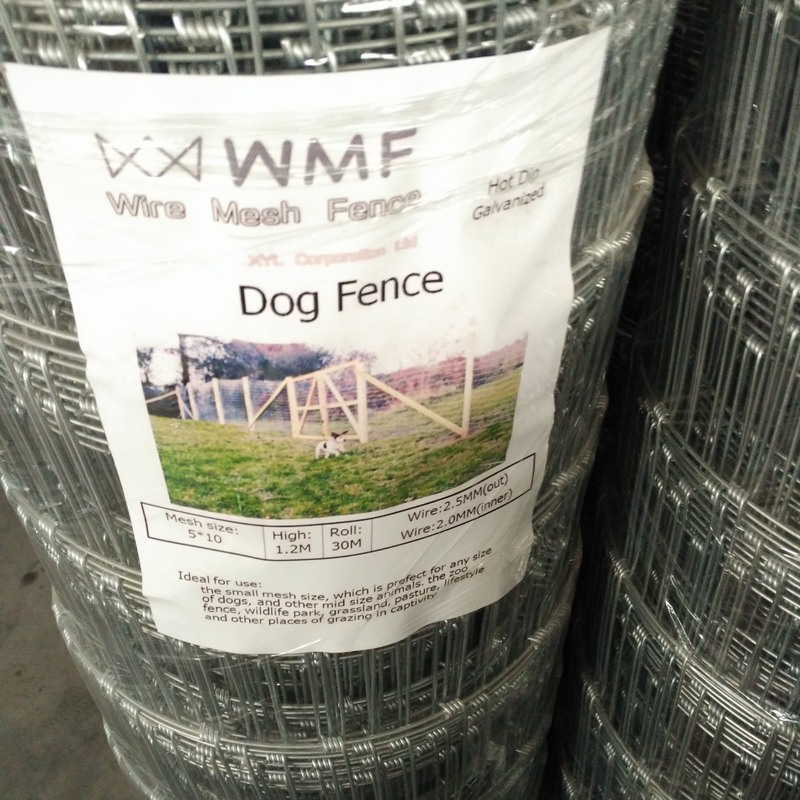 WMF
Wire Mesh Fence
Hot Dip
Galvanized
XYL Corporation Ltd
Dog Fence
Mesh size:
5*10
High:
1.2M
Roll:
30M
Wire:2.5MM(out)
Wire:2.0MM(inner)
Ideal for use:
the small mesh size, which is prefect for any size
of dogs, and other mid size animals. the zoo
fence, wildlife park, grassland, pasture, lifestyle
and other places of grazing in captivity.